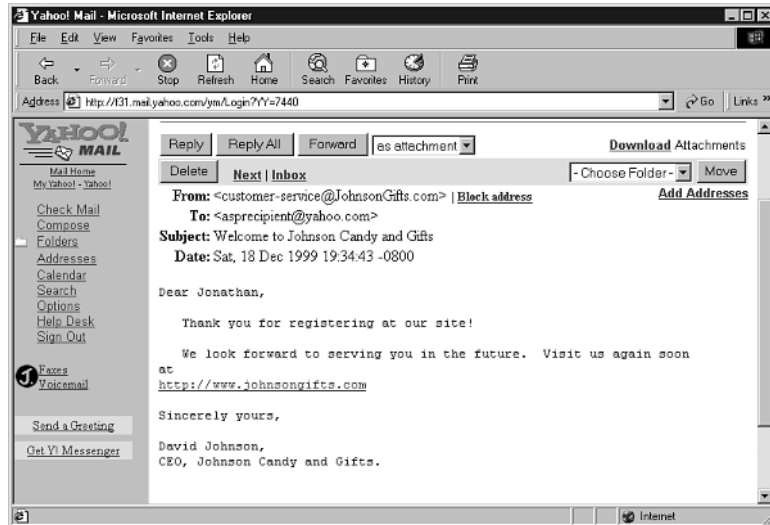 Yahoo! Mail - Microsoft Internet Explorer
File Edit View Favorites Tools Help
Back Forward Stop Refresh Home Search Favorites History Print
Address http://f31.mail.yahoo.com/ym/Login?YY=7440 Go Links »
YAHOO! MAIL
Mail Home
My Yahoo! - Yahoo!
Check Mail
Compose
Folders
Addresses
Calendar
Search
Options
Help Desk
Sign Out
Faxes
Voicemail
Send a Greeting
Get Y! Messenger
Reply Reply All Forward as attachment Download Attachments
Delete Next | Inbox - Choose Folder - Move
From: <customer-service@JohnsonGifts.com> | Block address Add Addresses
To: <asprecipient@yahoo.com>
Subject: Welcome to Johnson Candy and Gifts
Date: Sat, 18 Dec 1999 19:34:43 -0800
Dear Jonathan,
Thank you for registering at our site!
We look forward to serving you in the future. Visit us again soon
at
http://www.johnsongifts.com
Sincerely yours,
David Johnson,
CEO, Johnson Candy and Gifts.
Internet